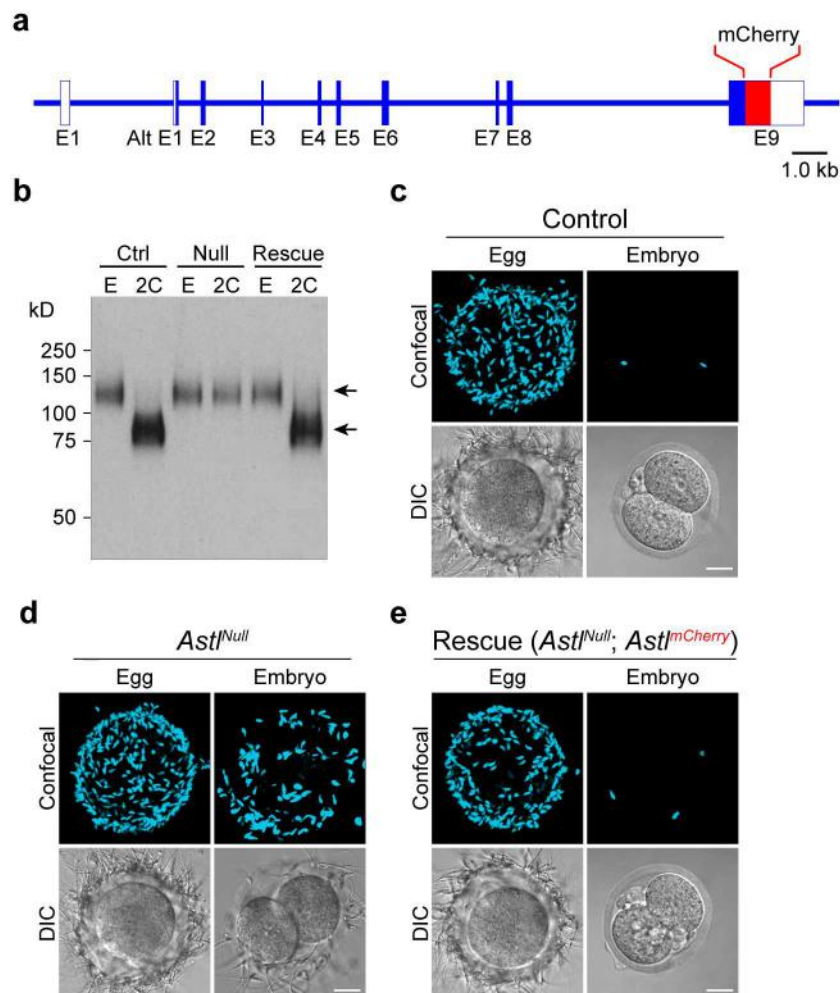 a
mCherry
E1 Alt E1 E2 E3 E4 E5 E6 E7 E8 E9
1.0 kb
b
Ctrl Null Rescue
E 2C E 2C E 2C
kD
250
150
100
75
50
c
Control
Egg Embryo
Confocal
DIC
d
Astl^Null
Egg Embryo
Confocal
DIC
e
Rescue (Astl^Null; Astl^mCherry)
Egg Embryo
Confocal
DIC